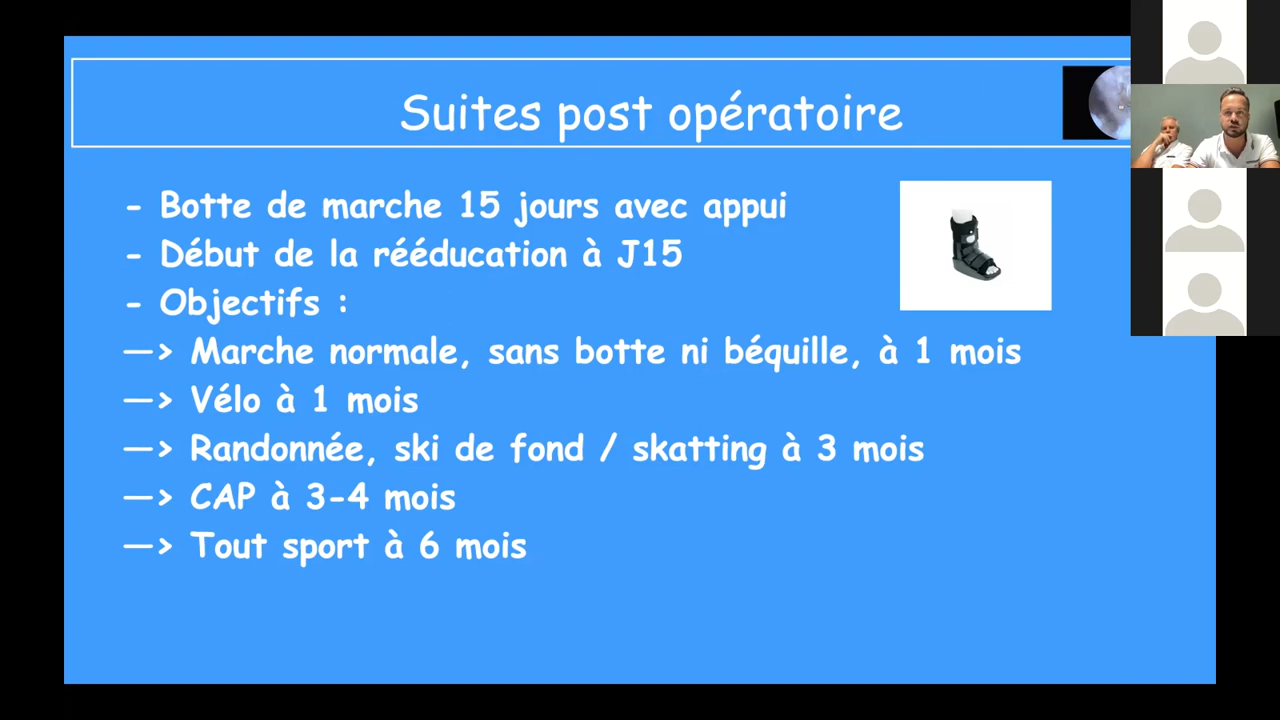 Suites post opératoire
- Botte de marche 15 jours avec appui
- Début de la rééducation à J15
- Objectifs :
—> Marche normale, sans botte ni béquille, à 1 mois
—> Vélo à 1 mois
—> Randonnée, ski de fond / skatting à 3 mois
—> CAP à 3-4 mois
—> Tout sport à 6 mois